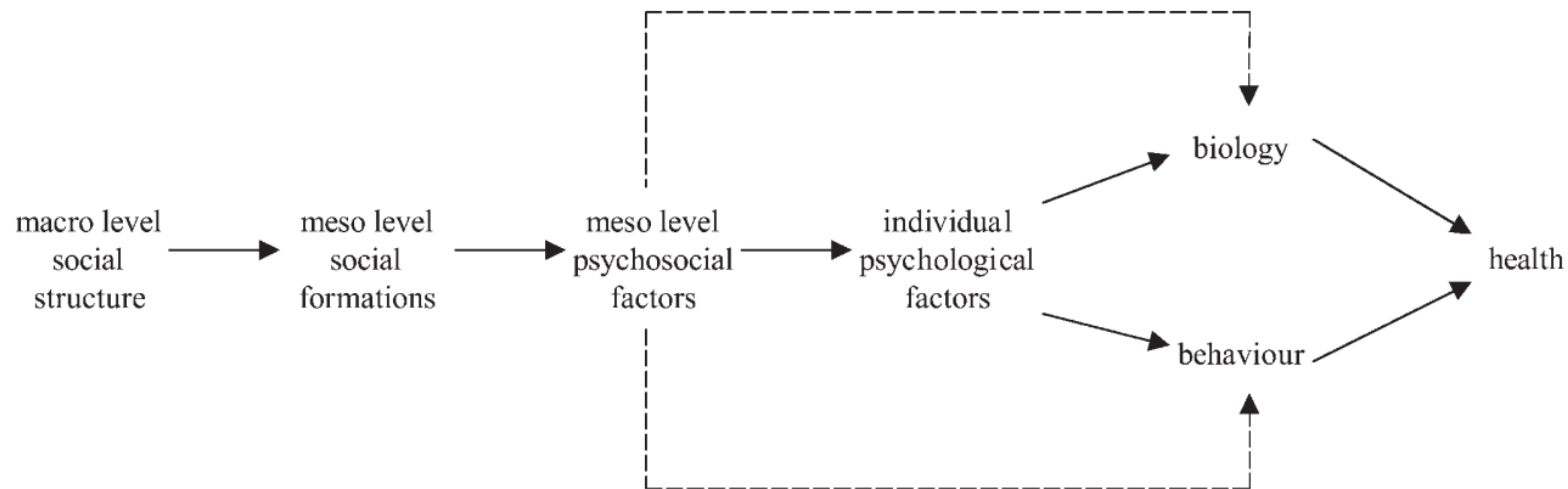 macro level
social
structure
meso level
social
formations
meso level
psychosocial
factors
individual
psychological
factors
biology
behaviour
health